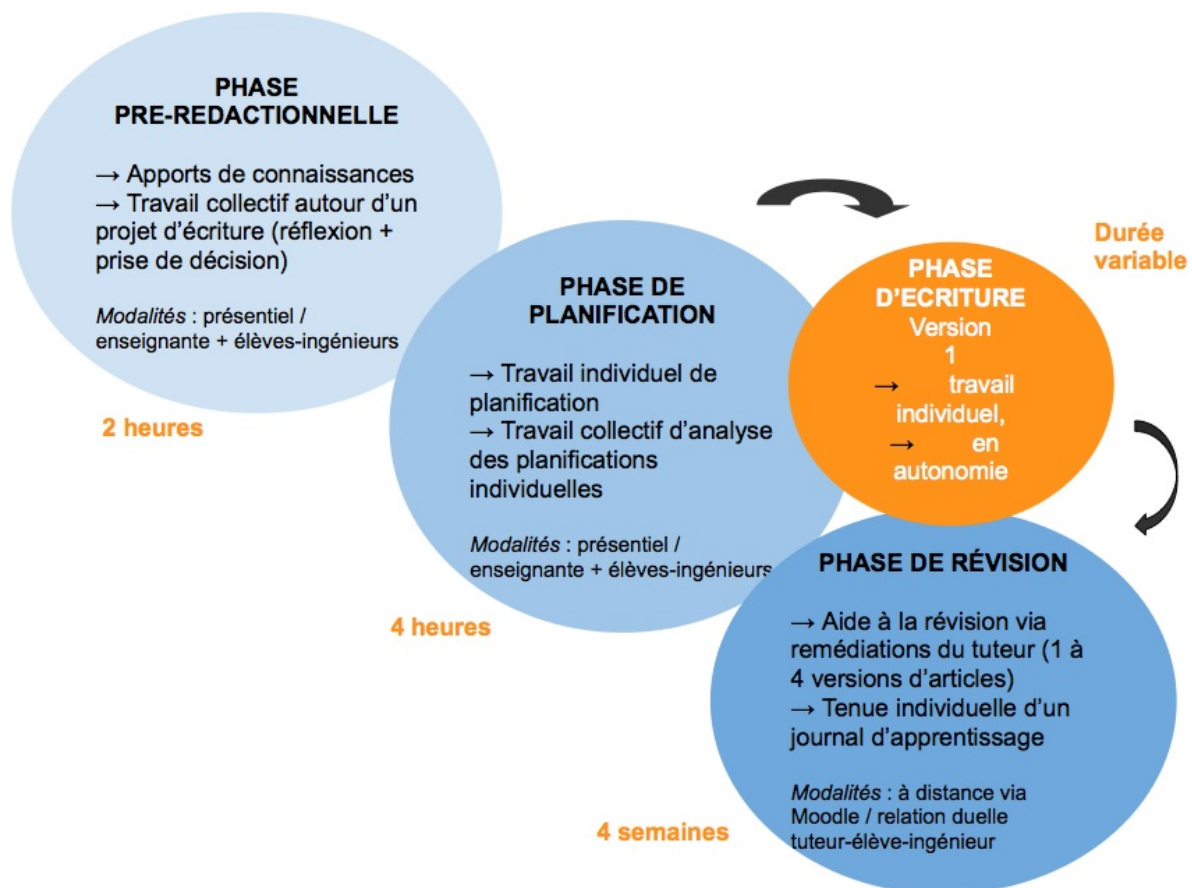 PHASE
PRE-REDACTIONNELLE
→ Apports de connaissances
→ Travail collectif autour d'un
projet d'écriture (réflexion +
prise de décision)
Modalités : présentiel /
enseignante + élèves-ingénieurs
2 heures
PHASE DE
PLANIFICATION
→ Travail individuel de
planification
→ Travail collectif d'analyse
des planifications
individuelles
Modalités : présentiel /
enseignante + élèves-ingénieurs
4 heures
PHASE
D'ECRITURE
Version
1
→ travail
individuel,
→ en
autonomie
Durée
variable
PHASE DE RÉVISION
→ Aide à la révision via
remédiations du tuteur (1 à
4 versions d'articles)
→ Tenue individuelle d'un
journal d'apprentissage
Modalités : à distance via
Moodle / relation duelle
tuteur-élève-ingénieur
4 semaines